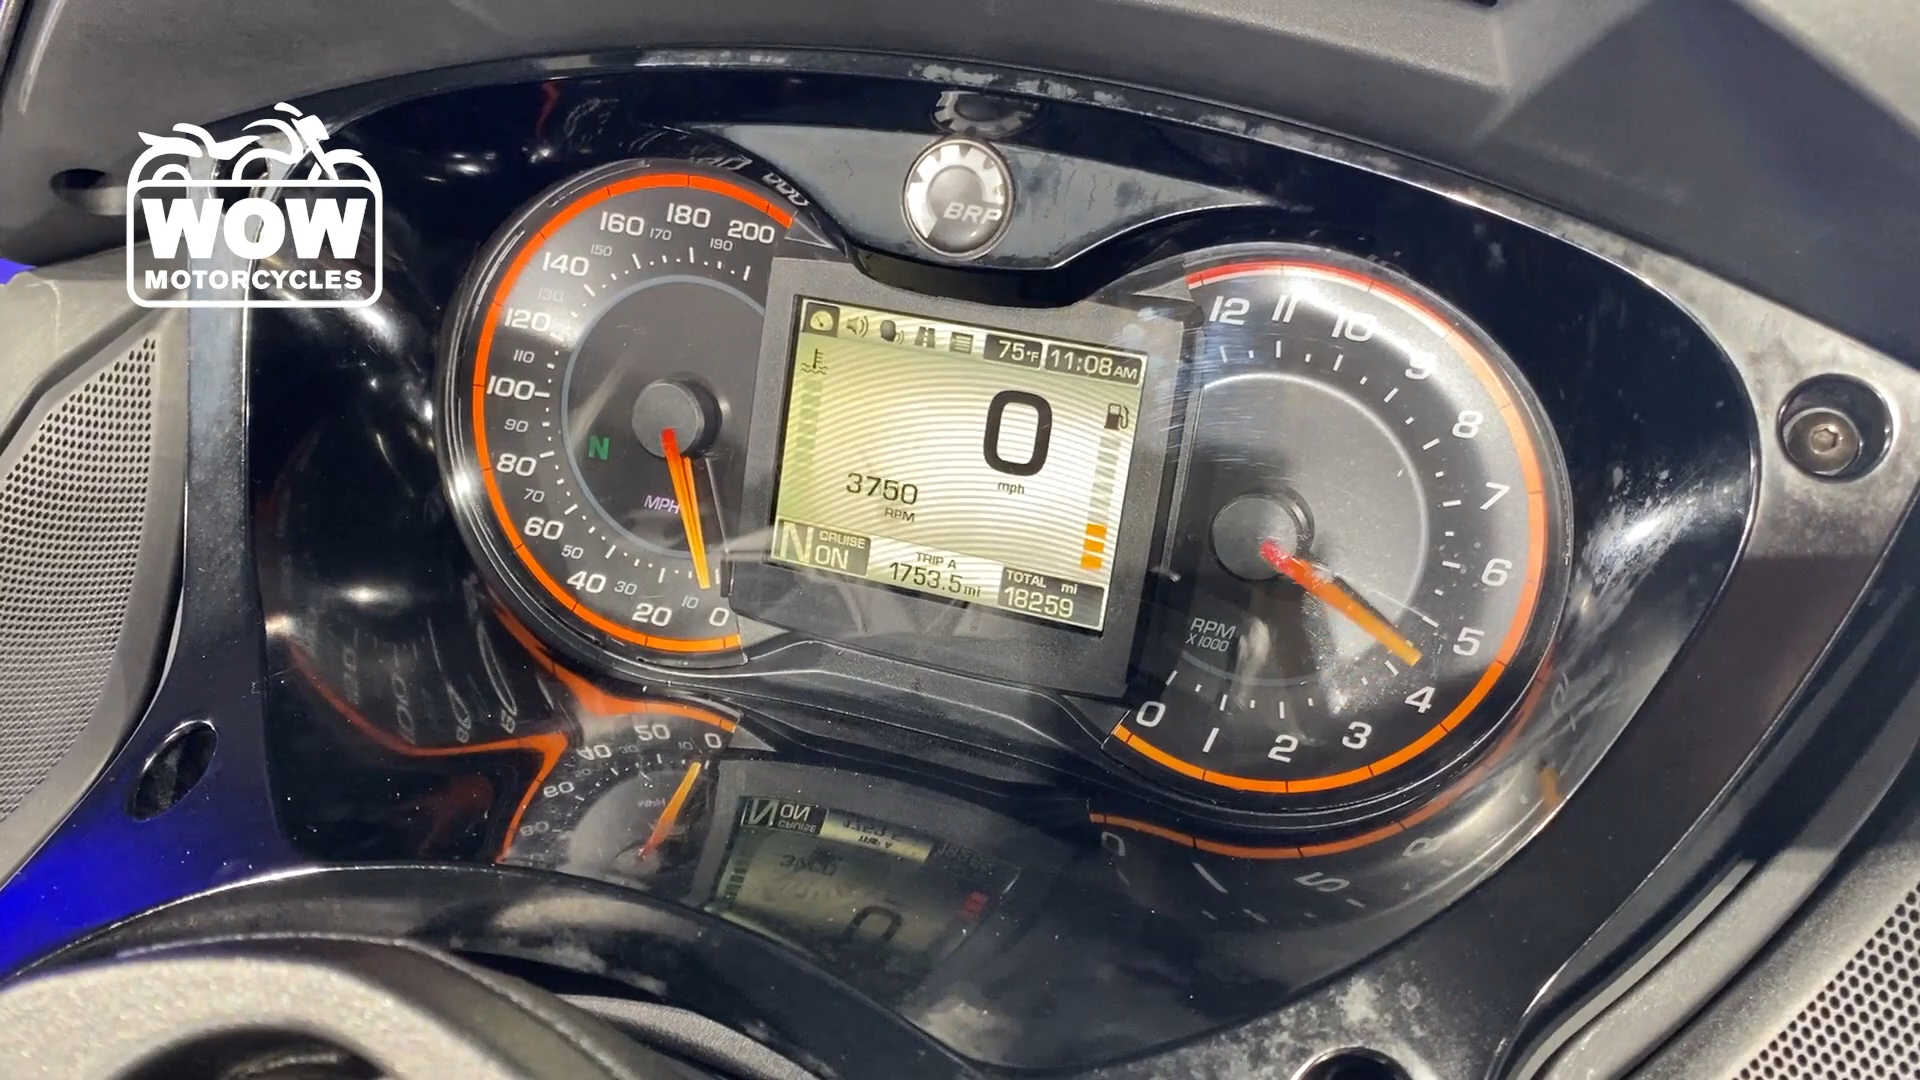 WOW
MOTORCYCLES
BRP
200
180
190
160
170
150
140
130
120
110
100
90
80
70
60
50
40
30
20
10
0
N
MPH
75°F
11:08AM
0
mph
3750
RPM
N
CRUISE
ON
TRIP A
1753.5mi
TOTAL mi
18259
12
11
10
9
8
7
6
5
4
3
2
1
0
RPM
X1000